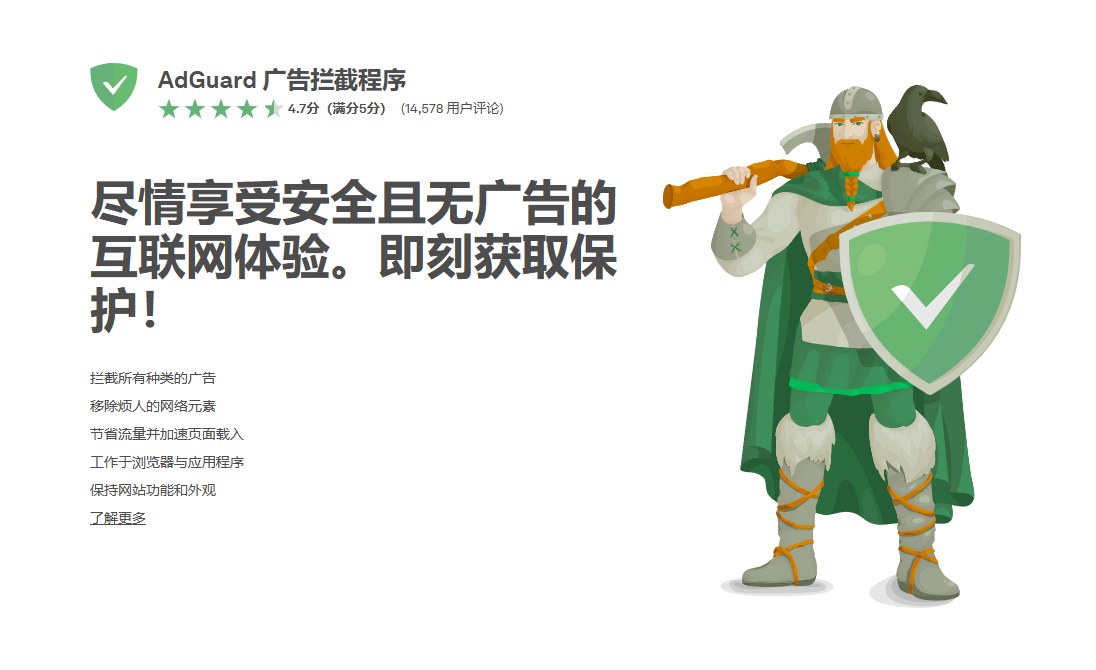 AdGuard 广告拦截程序
4.7分（满分5分） （14,578 用户评论）
尽情享受安全且无广告的
互联网体验。即刻获取保
护！
拦截所有种类的广告
移除烦人的网络元素
节省流量并加速页面载入
工作于浏览器与应用程序
保持网站功能和外观
了解更多